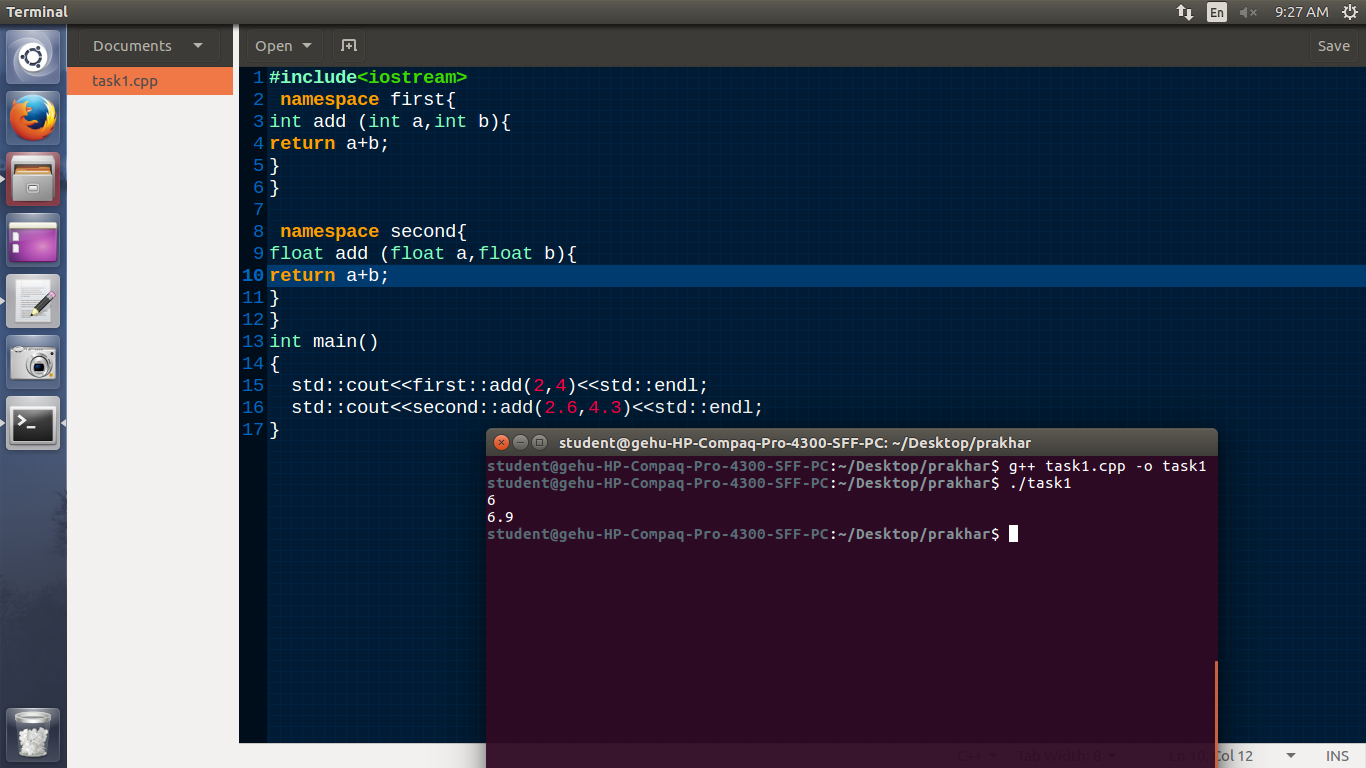 Terminal
En
9:27 AM
Documents
Open
Save
task1.cpp
1 #include<iostream>
2  namespace first{
3 int add (int a,int b){
4 return a+b;
5 }
6 }
7
8  namespace second{
9 float add (float a,float b){
10 return a+b;
11 }
12 }
13 int main()
14 {
15   std::cout<<first::add(2,4)<<std::endl;
16   std::cout<<second::add(2.6,4.3)<<std::endl;
17 }
student@gehu-HP-Compaq-Pro-4300-SFF-PC: ~/Desktop/prakhar
student@gehu-HP-Compaq-Pro-4300-SFF-PC:~/Desktop/prakhar$ g++ task1.cpp -o task1
student@gehu-HP-Compaq-Pro-4300-SFF-PC:~/Desktop/prakhar$ ./task1
6
6.9
student@gehu-HP-Compaq-Pro-4300-SFF-PC:~/Desktop/prakhar$
C++ Tab Width: 8 Ln 10, Col 12 INS